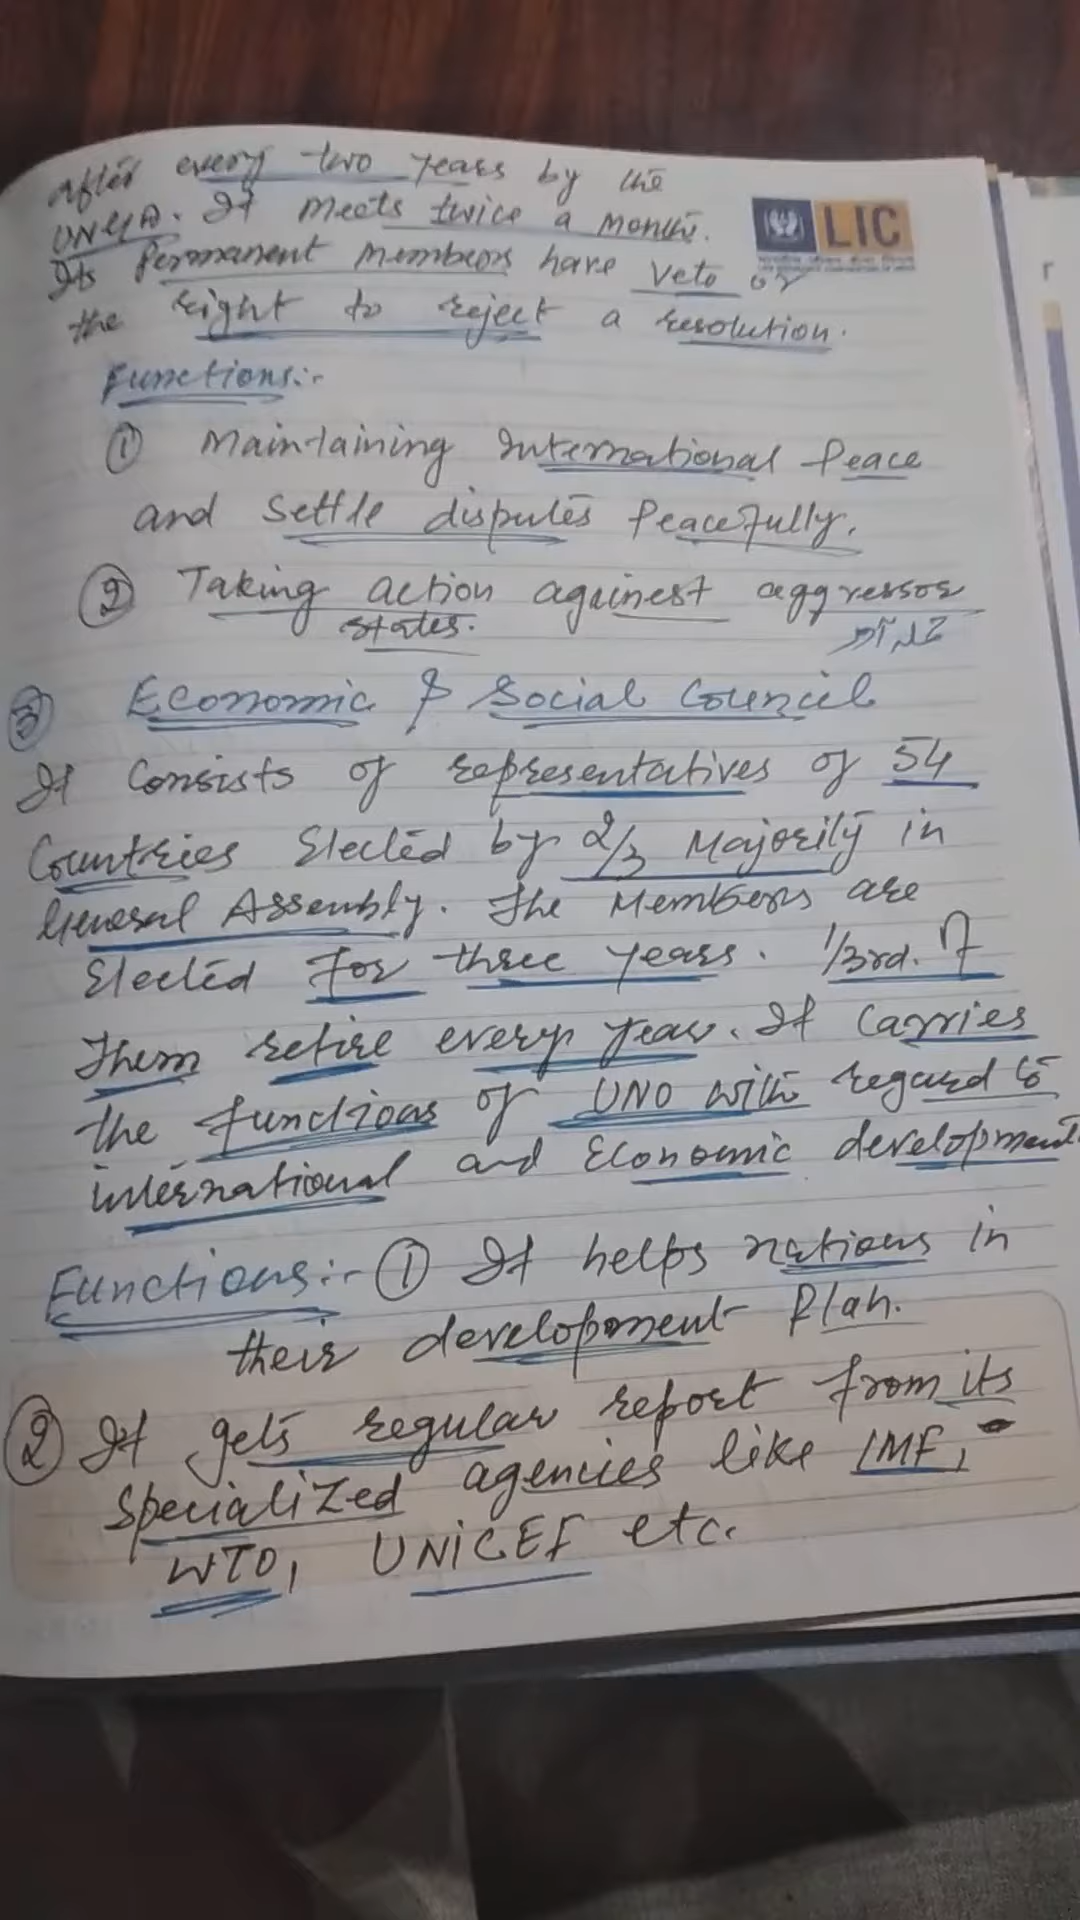 after every two years by the
UNGA. It meets twice a month.
LIC
Its Permanent Members have veto or
the right to reject a resolution.
Functions:-
① Maintaining International Peace
and Settle disputes Peacefully.
② Taking action againest aggressor
states.
③ Economic & Social Council
It Consists of representatives of 54
Countries Elected by 2/3 Majority in
General Assembly. The Members are
Elected for three years. 1/3rd. of
Them retire every year. It Carries
the functions of UNO with regard to
international and Economic development
Functions:- ① It helps nations in
their development Plan.
② It gets regular report from its
Specialized agencies like IMF,
WTO, UNICEF etc.